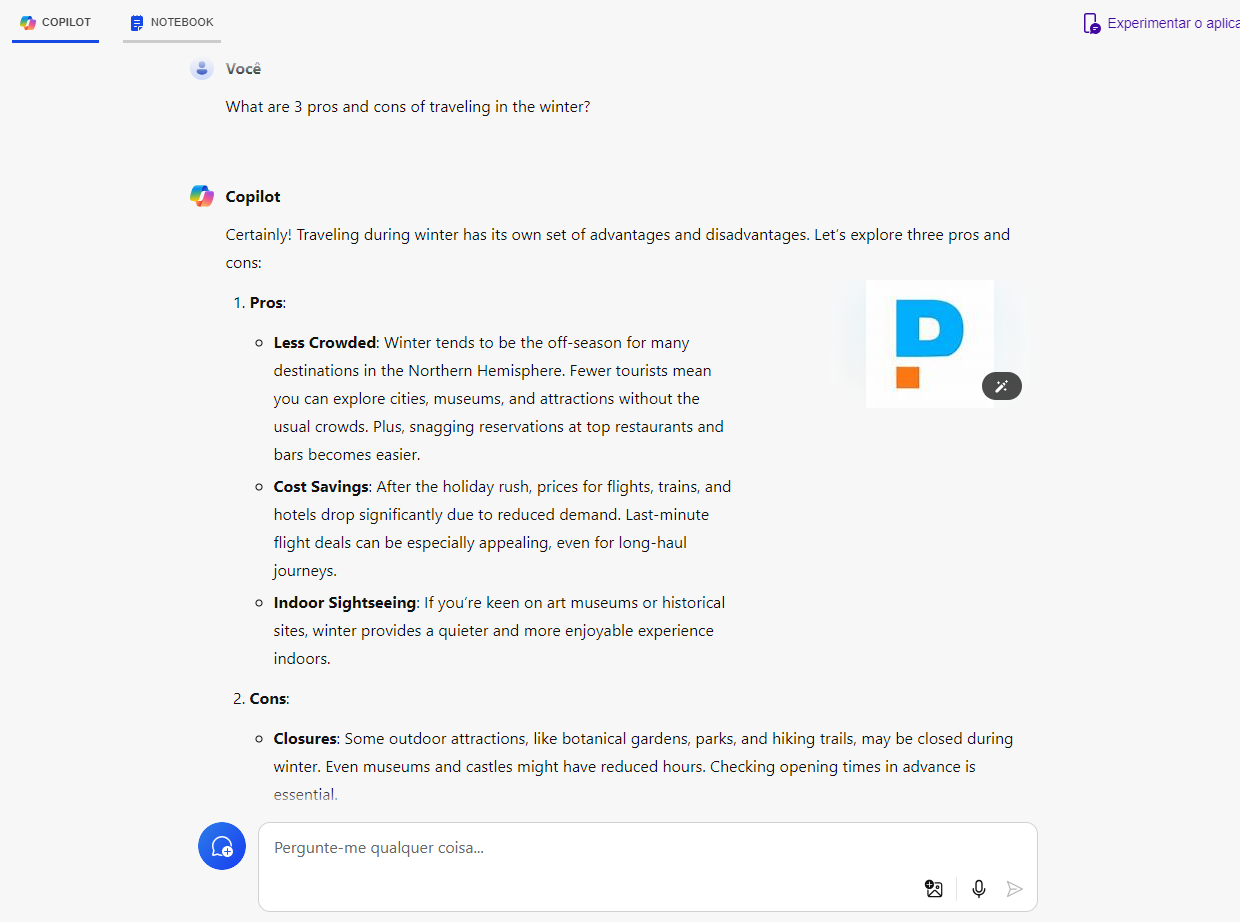 COPILOT
NOTEBOOK
Experimentar o aplica
Você
What are 3 pros and cons of traveling in the winter?
Copilot
Certainly! Traveling during winter has its own set of advantages and disadvantages. Let’s explore three pros and
cons:
1. Pros:
Less Crowded: Winter tends to be the off-season for many
destinations in the Northern Hemisphere. Fewer tourists mean
you can explore cities, museums, and attractions without the
usual crowds. Plus, snagging reservations at top restaurants and
bars becomes easier.
Cost Savings: After the holiday rush, prices for flights, trains, and
hotels drop significantly due to reduced demand. Last-minute
flight deals can be especially appealing, even for long-haul
journeys.
Indoor Sightseeing: If you’re keen on art museums or historical
sites, winter provides a quieter and more enjoyable experience
indoors.
2. Cons:
Closures: Some outdoor attractions, like botanical gardens, parks, and hiking trails, may be closed during
winter. Even museums and castles might have reduced hours. Checking opening times in advance is
essential.
Pergunte-me qualquer coisa...